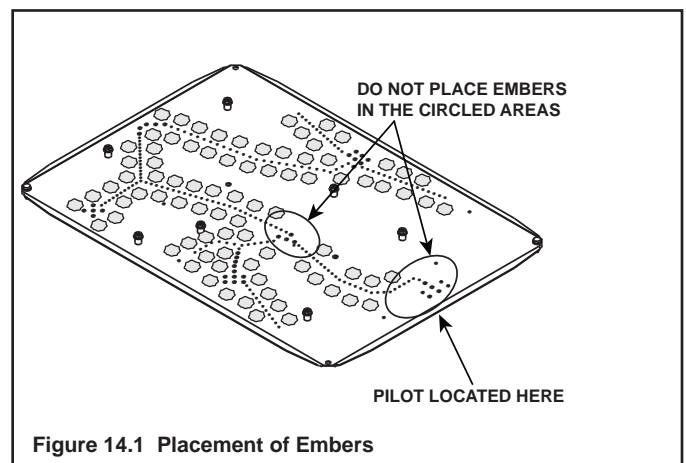 DO NOT PLACE EMBERS
IN THE CIRCLED AREAS
PILOT LOCATED HERE
Figure 14.1 Placement of Embers